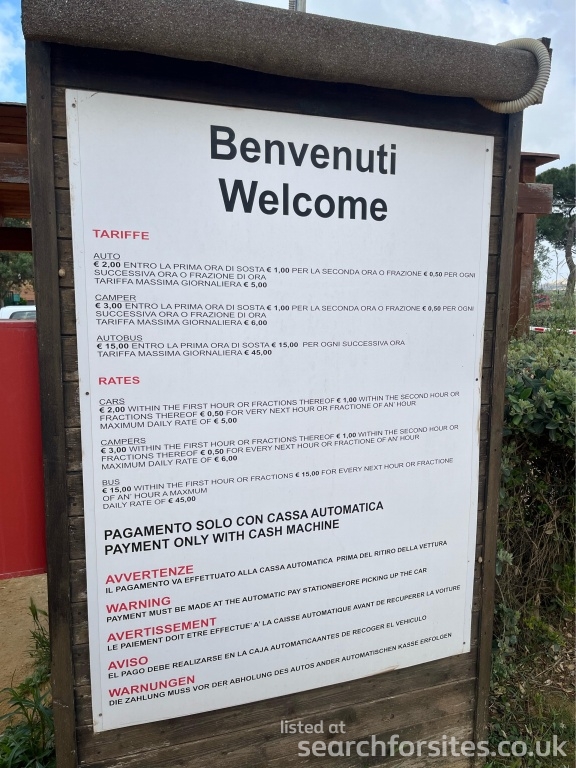 Benvenuti
Welcome
TARIFFE
AUTO
€ 2,00 ENTRO LA PRIMA ORA DI SOSTA € 1,00 PER LA SECONDA ORA O FRAZIONE € 0,50 PER OGNI
SUCCESSIVA ORA O FRAZIONE DI ORA
TARIFFA MASSIMA GIORNALIERA € 5,00
CAMPER
€ 3,00 ENTRO LA PRIMA ORA DI SOSTA € 1,00 PER LA SECONDA ORA O FRAZIONE € 0,50 PER OGNI
SUCCESSIVA ORA O FRAZIONE DI ORA
TARIFFA MASSIMA GIORNALIERA € 6,00
AUTOBUS
€ 15,00 ENTRO LA PRIMA ORA DI SOSTA € 15,00 PER OGNI SUCCESSIVA ORA
TARIFFA MASSIMA GIORNALIERA € 45,00
RATES
CARS
€ 2,00 WITHIN THE FIRST HOUR OR FRACTIONS THEREOF € 1,00 WITHIN THE SECOND HOUR OR
FRACTIONS THEREOF € 0,50 FOR VERY NEXT HOUR OR FRACTIONE OF AN' HOUR
MAXIMUM DAILY RATE OF € 5,00
CAMPERS
€ 3,00 WITHIN THE FIRST HOUR OR FRACTIONS THEREOF € 1,00 WITHIN THE SECOND HOUR OR
FRACTIONS THEREOF € 0,50 FOR EVERY NEXT HOUR OR FRACTIONE OF AN' HOUR
MAXIMUM DAILY RATE OF € 6,00
BUS
€ 15,00 WITHIN THE FIRST HOUR OR FRACTIONS € 15,00 FOR EVERY NEXT HOUR OR FRACTIONE
OF AN' HOUR A MAXMUM
DAILY RATE OF € 45,00
PAGAMENTO SOLO CON CASSA AUTOMATICA
PAYMENT ONLY WITH CASH MACHINE
AVVERTENZE
IL PAGAMENTO VA EFFETTUATO ALLA CASSA AUTOMATICA PRIMA DEL RITIRO DELLA VETTURA
WARNING
PAYMENT MUST BE MADE AT THE AUTOMATIC PAY STATIONBEFORE PICKING UP THE CAR
AVERTISSEMENT
LE PAIEMENT DOIT ETRE EFFECTUE' A' LA CAISSE AUTOMATIQUE AVANT DE RECUPERER LA VOITURE
AVISO
EL PAGO DEBE REALIZARSE EN LA CAJA AUTOMATICAANTES DE RECOGER EL VEHICULO
WARNUNGEN
DIE ZAHLUNG MUSS VOR DER ABHOLUNG DES AUTOS ANDER AUTOMATISCHEN KASSE ERFOLGEN
listed at
searchforsites.co.uk